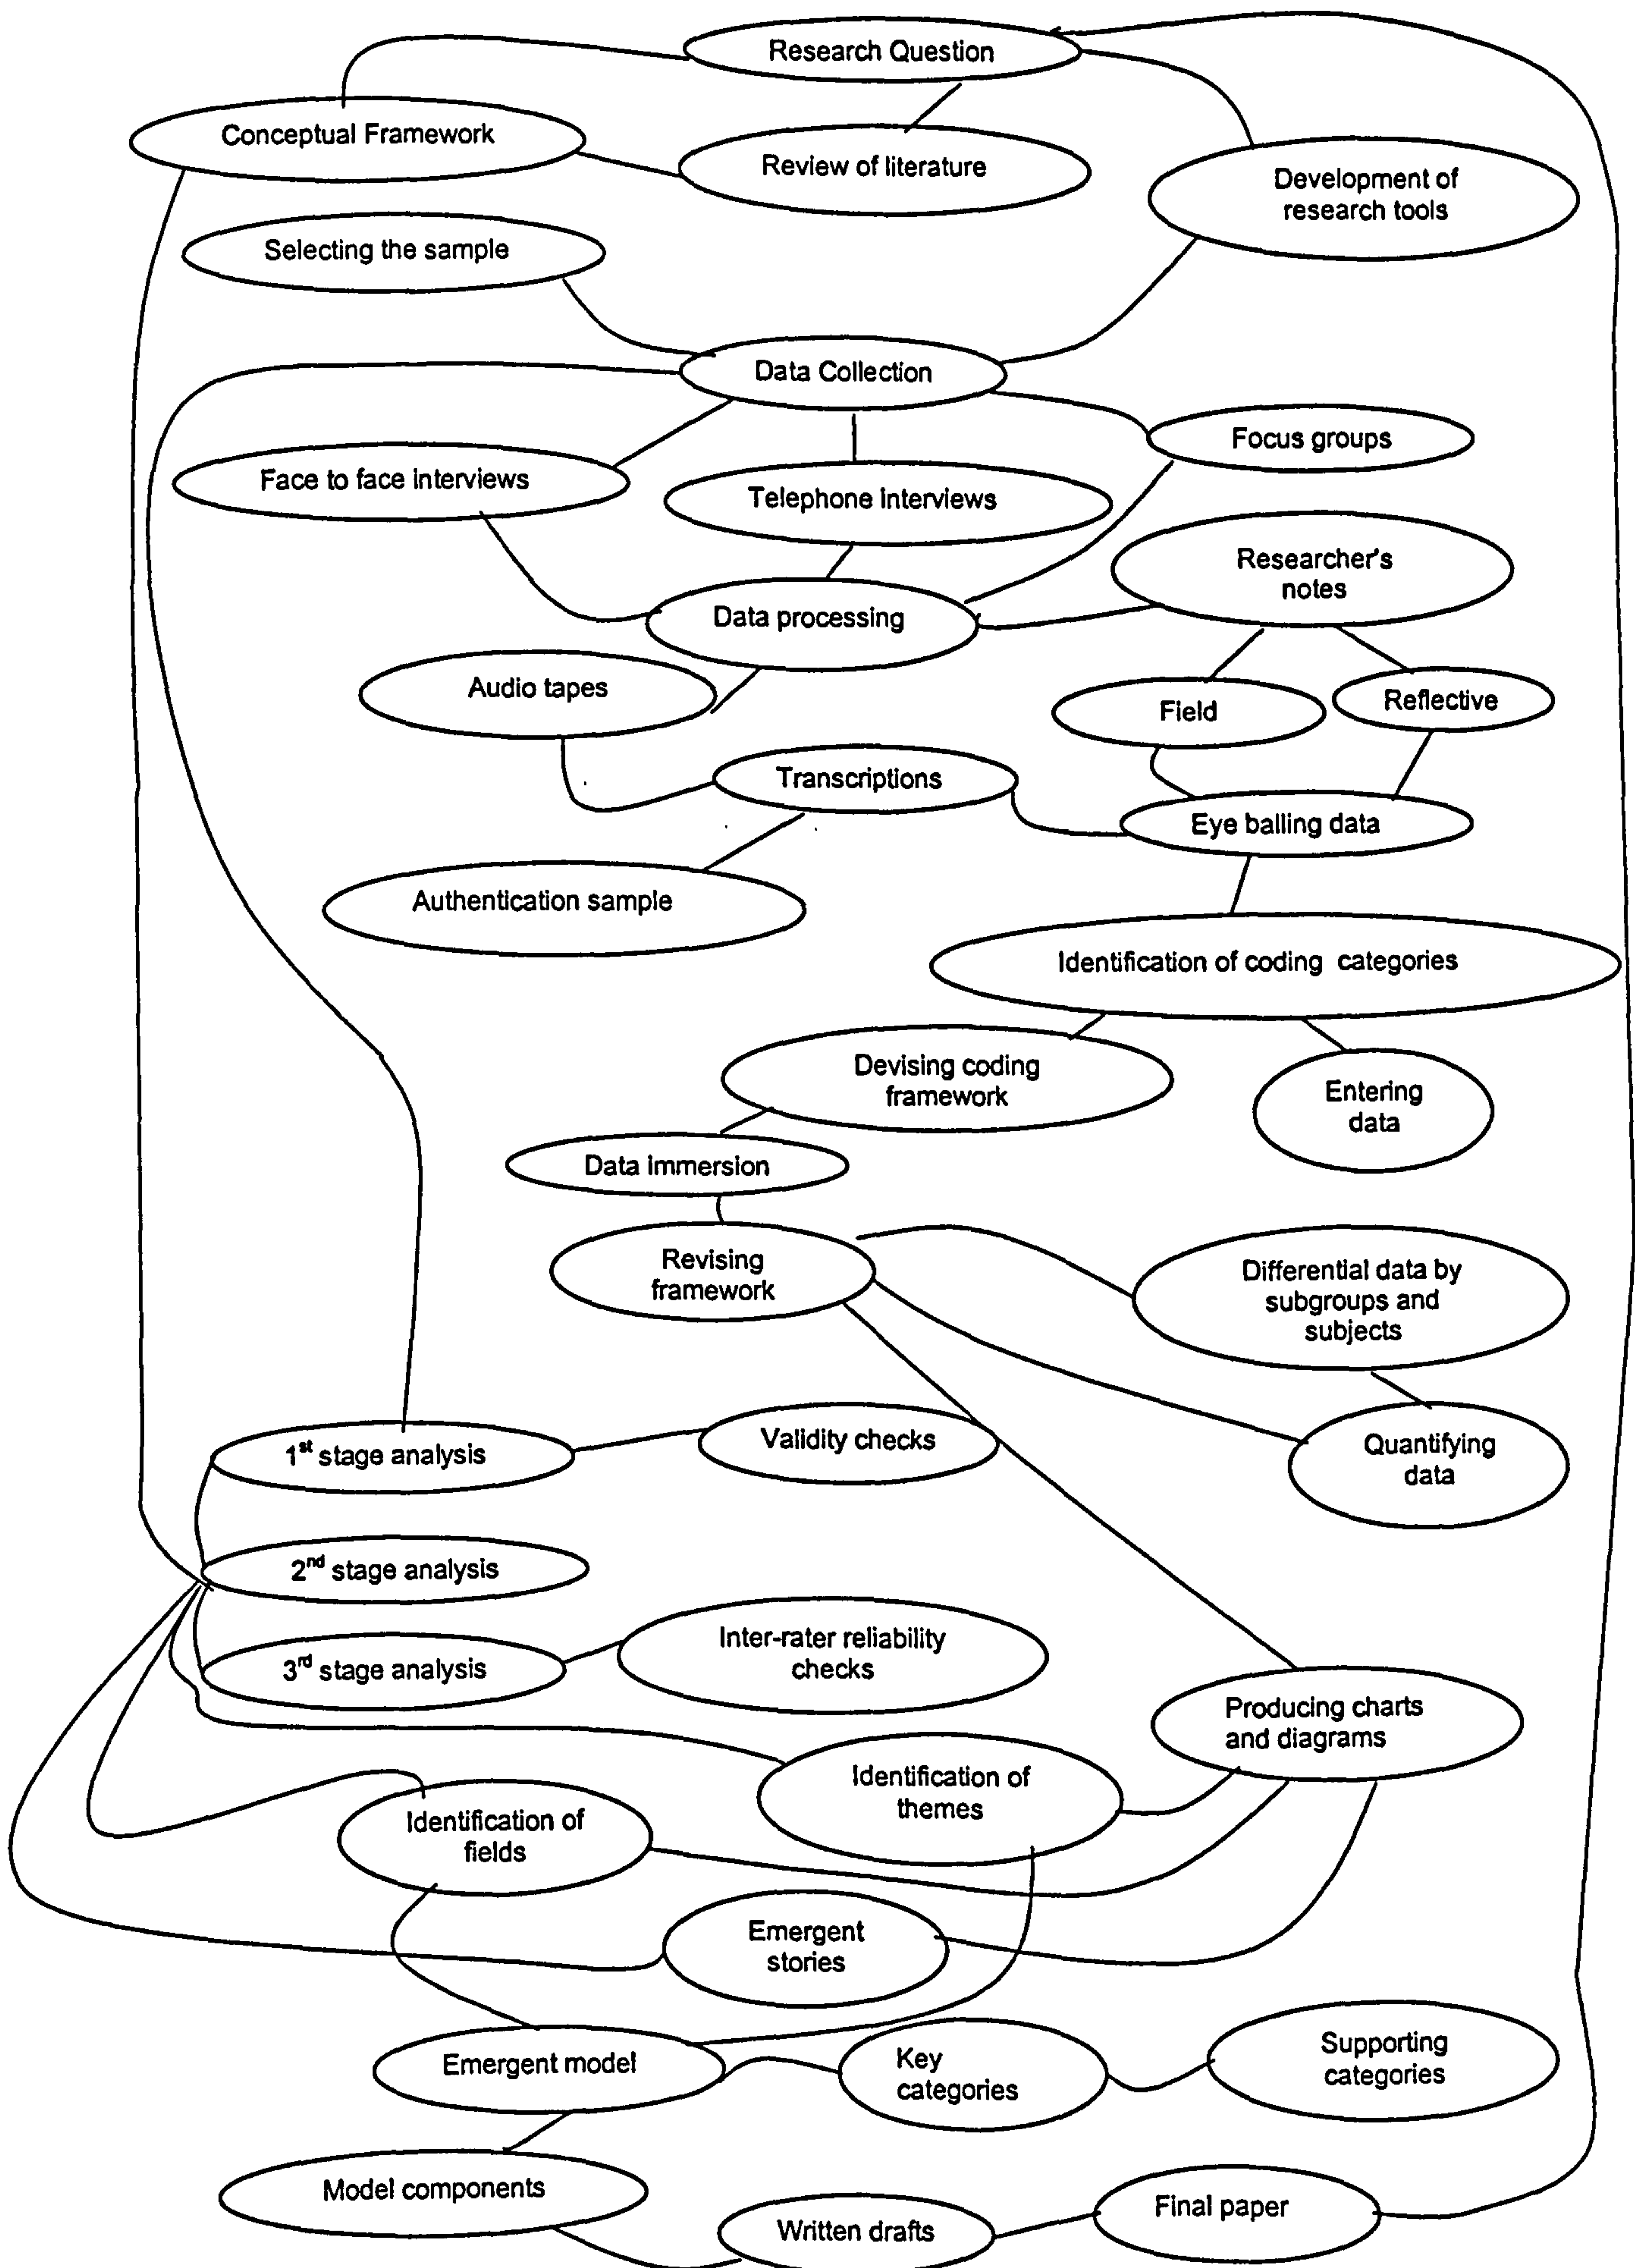 Research Question
Conceptual Framework
Review of literature
Development of
research tools
Selecting the sample
Data Collection
Focus groups
Face to face interviews
Telephone Interviews
Researcher's
notes
Data processing
Audio tapes
Field
Reflective
Transcriptions
Eye balling data
Authentication sample
Identification of coding categories
Devising coding
framework
Entering
data
Data immersion
Revising
framework
Differential data by
subgroups and
subjects
1st stage analysis
Validity checks
Quantifying
data
2nd stage analysis
Inter-rater reliability
checks
3rd stage analysis
Producing charts
and diagrams
Identification of
themes
Identification of
fields
Emergent
stories
Emergent model
Key
categories
Supporting
categories
Model components
Written drafts
Final paper